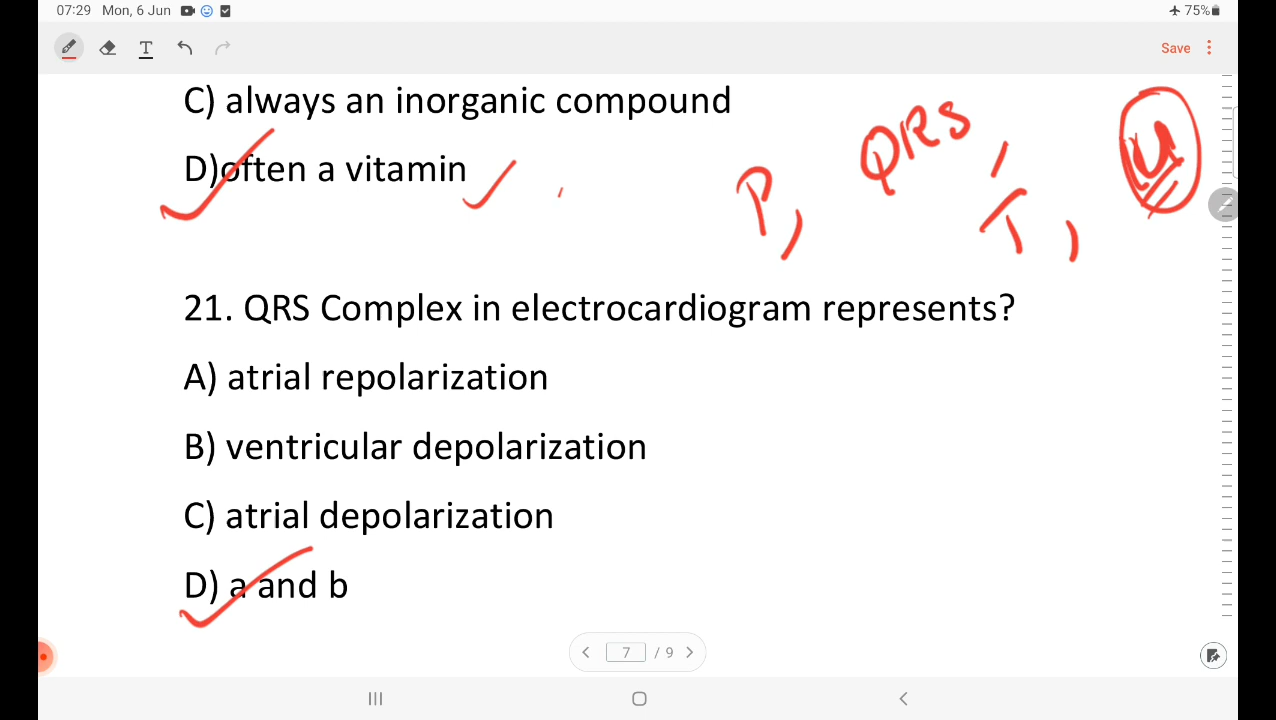 07:29 Mon, 6 Jun 75%
T Save
C) always an inorganic compound
D)often a vitamin
P, QRS, T, U
21. QRS Complex in electrocardiogram represents?
A) atrial repolarization
B) ventricular depolarization
C) atrial depolarization
D) a and b
7 / 9